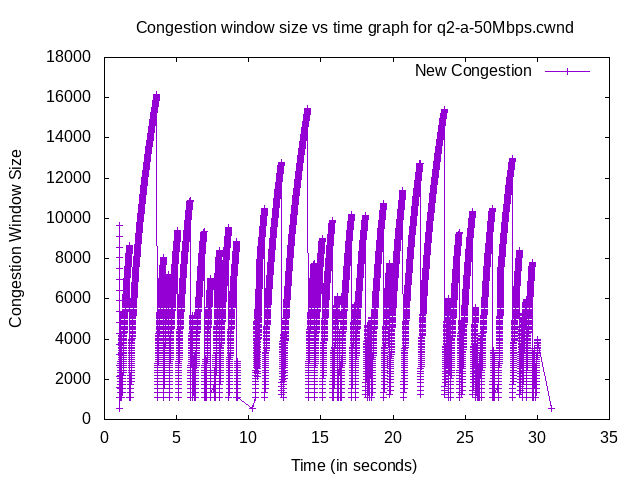 Congestion window size vs time graph for q2-a-50Mbps.cwnd
New Congestion
Congestion Window Size
18000
16000
14000
12000
10000
8000
6000
4000
2000
0
0 5 10 15 20 25 30 35
Time (in seconds)